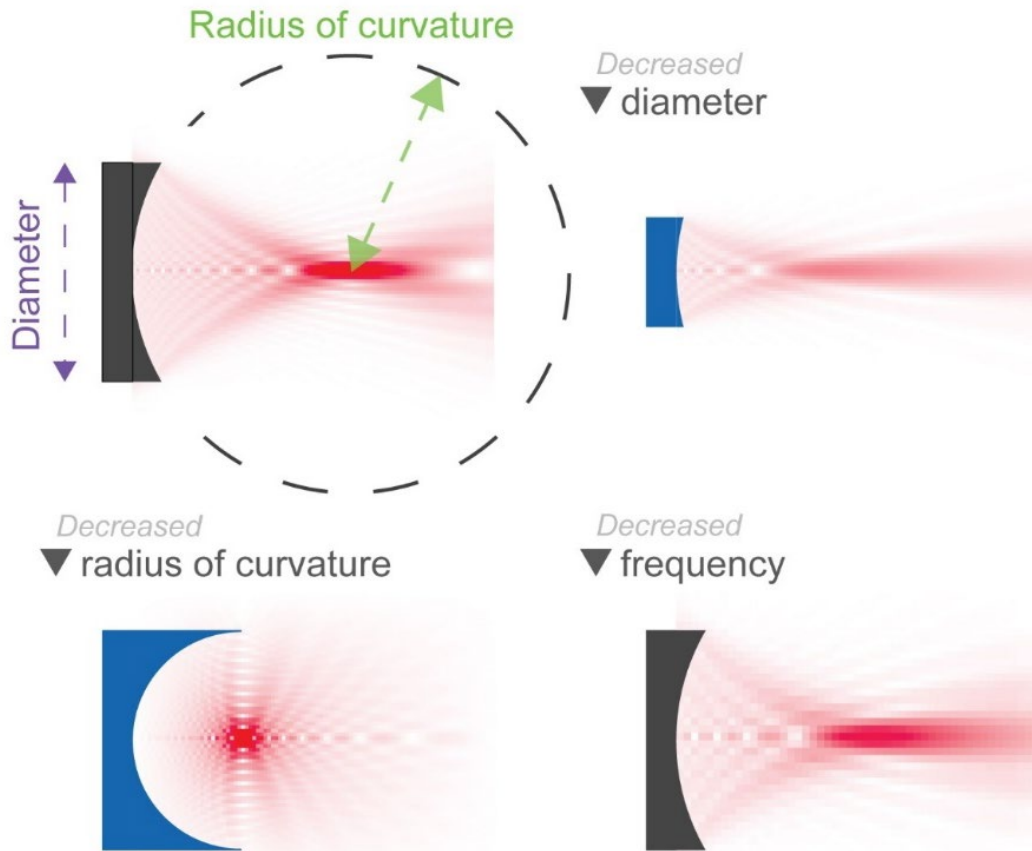 Radius of curvature
Diameter
Decreased
▼ diameter
Decreased
▼ radius of curvature
Decreased
▼ frequency